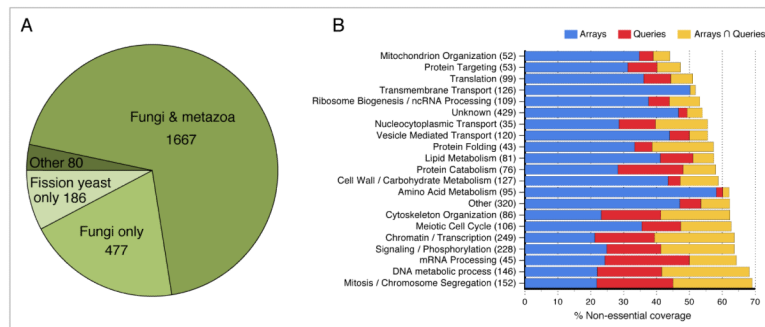 A
Fungi & metazoa
1667
Other 80
Fission yeast
only 186
Fungi only
477
B
Arrays
Queries
Arrays ∩ Queries
Mitochondrion Organization (52)
Protein Targeting (53)
Translation (99)
Transmembrane Transport (126)
Ribosome Biogenesis / ncRNA Processing (109)
Unknown (429)
Nucleocytoplasmic Transport (35)
Vesicle Mediated Transport (120)
Protein Folding (43)
Lipid Metabolism (81)
Protein Catabolism (76)
Cell Wall / Carbohydrate Metabolism (127)
Amino Acid Metabolism (95)
Other (320)
Cytoskeleton Organization (86)
Meiotic Cell Cycle (106)
Chromatin / Transcription (249)
Signaling / Phosphorylation (228)
mRNA Processing (45)
DNA metabolic process (146)
Mitosis / Chromosome Segregation (152)
0 10 20 30 40 50 60 70
% Non-essential coverage